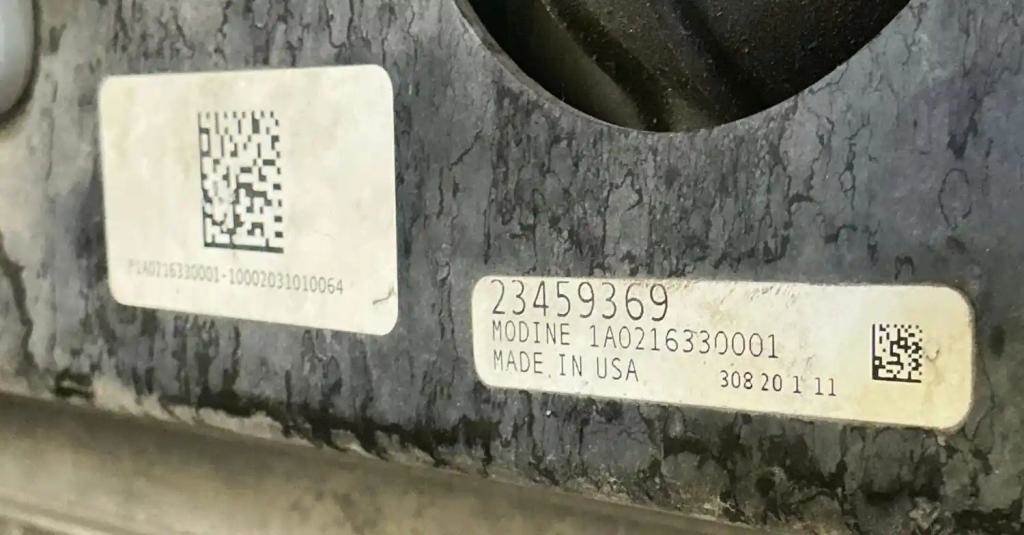 P1A0216330001-10002031010064
23459369
MODINE 1A0216330001
MADE IN USA
308 20 1 11